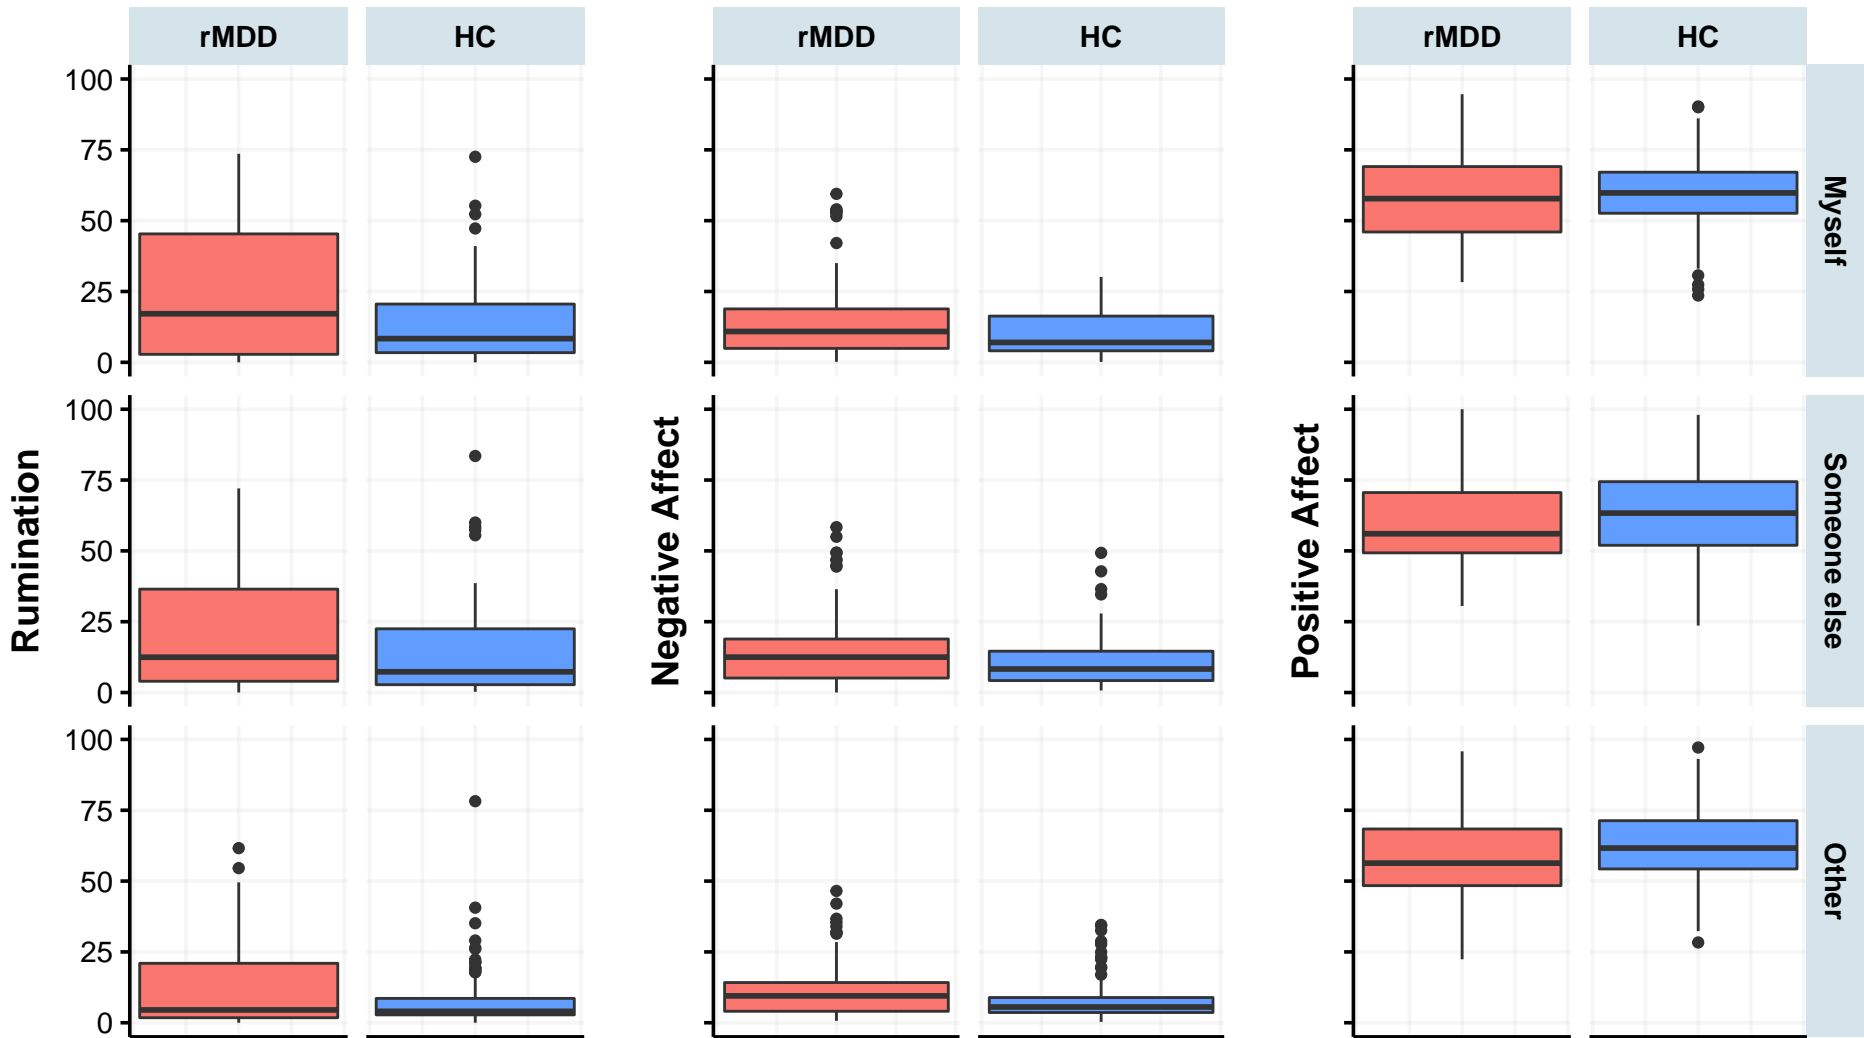 rMDD HC rMDD HC rMDD HC
100
75
50
25
0
Myself
100
75
50
25
0
Someone else
100
75
50
25
0
Other
Rumination
Negative Affect
Positive Affect